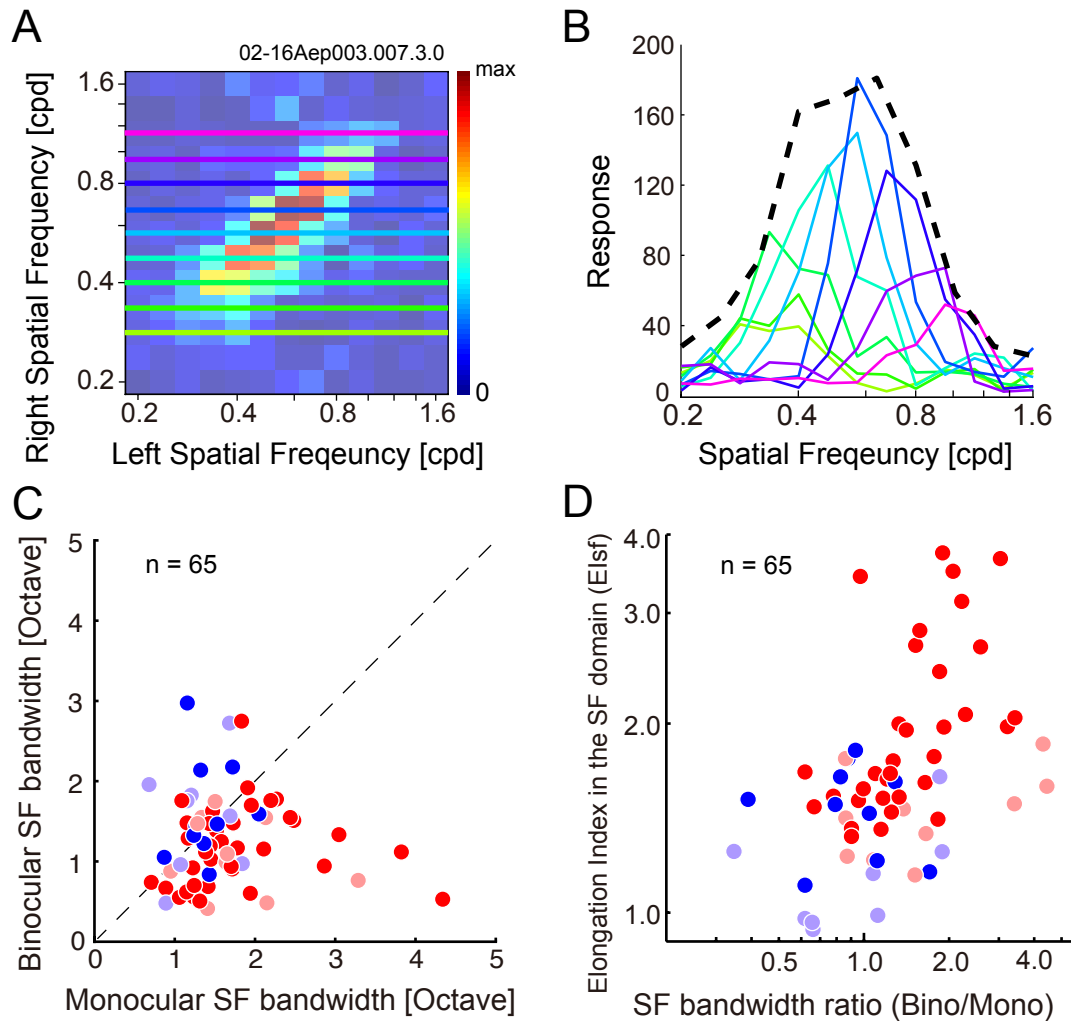 A
02-16Aep003.007.3.0
Right Spatial Frequency [cpd]
1.6
0.8
0.4
0.2
0.2 0.4 0.8 1.6
Left Spatial Freqeuncy [cpd]
max
0
B
Response
200
160
120
80
40
0
0.2 0.4 0.8 1.6
Spatial Freqeuncy [cpd]
C
n = 65
Binocular SF bandwidth [Octave]
5
4
3
2
1
0
0 1 2 3 4 5
Monocular SF bandwidth [Octave]
D
n = 65
Elongation Index in the SF domain (EIsf)
4.0
3.0
2.0
1.0
0.5 1.0 2.0 4.0
SF bandwidth ratio (Bino/Mono)